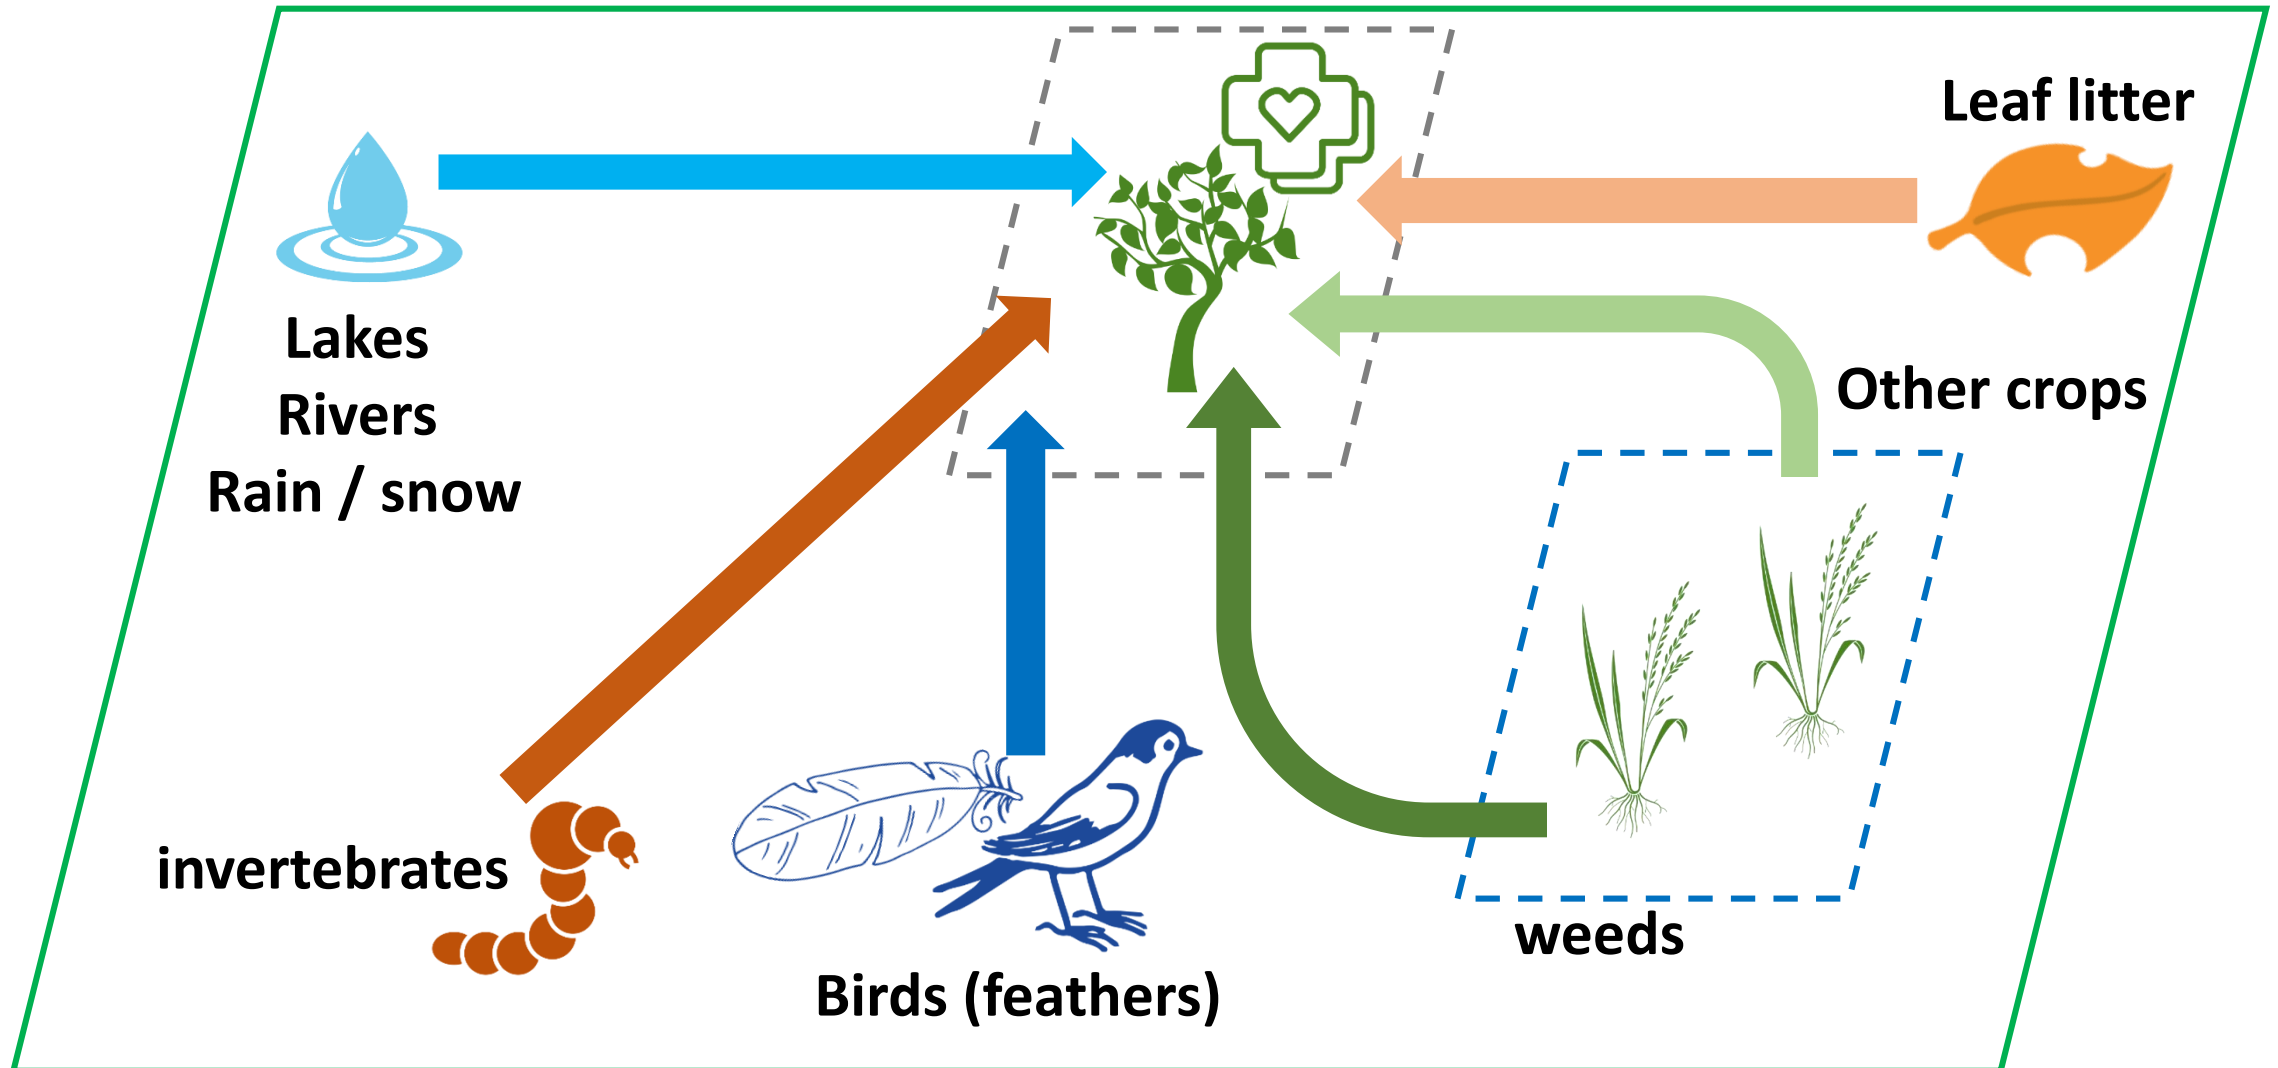 Leaf litter
Lakes
Rivers
Rain / snow
Other crops
invertebrates
weeds
Birds (feathers)